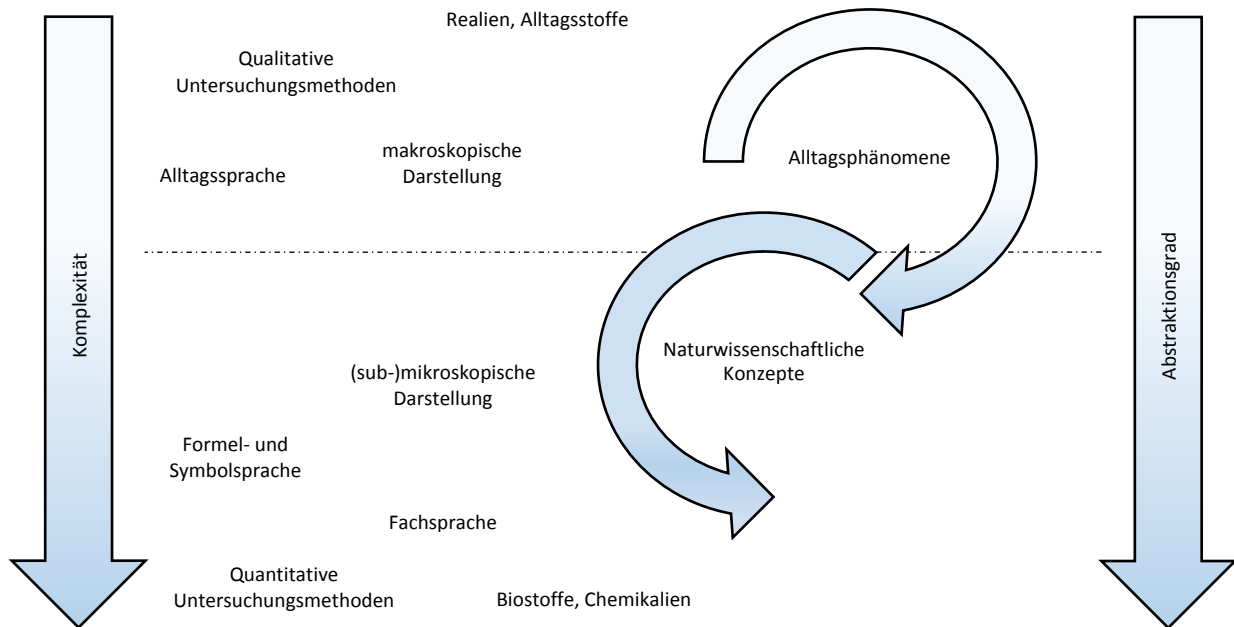 Realien, Alltagsstoffe
Qualitative
Untersuchungsmethoden
makroskopische
Darstellung
Alltagssprache
Alltagsphänomene
Komplexität
Abstraktionsgrad
Naturwissenschaftliche
Konzepte
(sub-)mikroskopische
Darstellung
Formel- und
Symbolsprache
Fachsprache
Quantitative
Untersuchungsmethoden
Biostoffe, Chemikalien